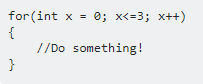 for(int x = 0; x<=3; x++)
{
    //Do something!
}